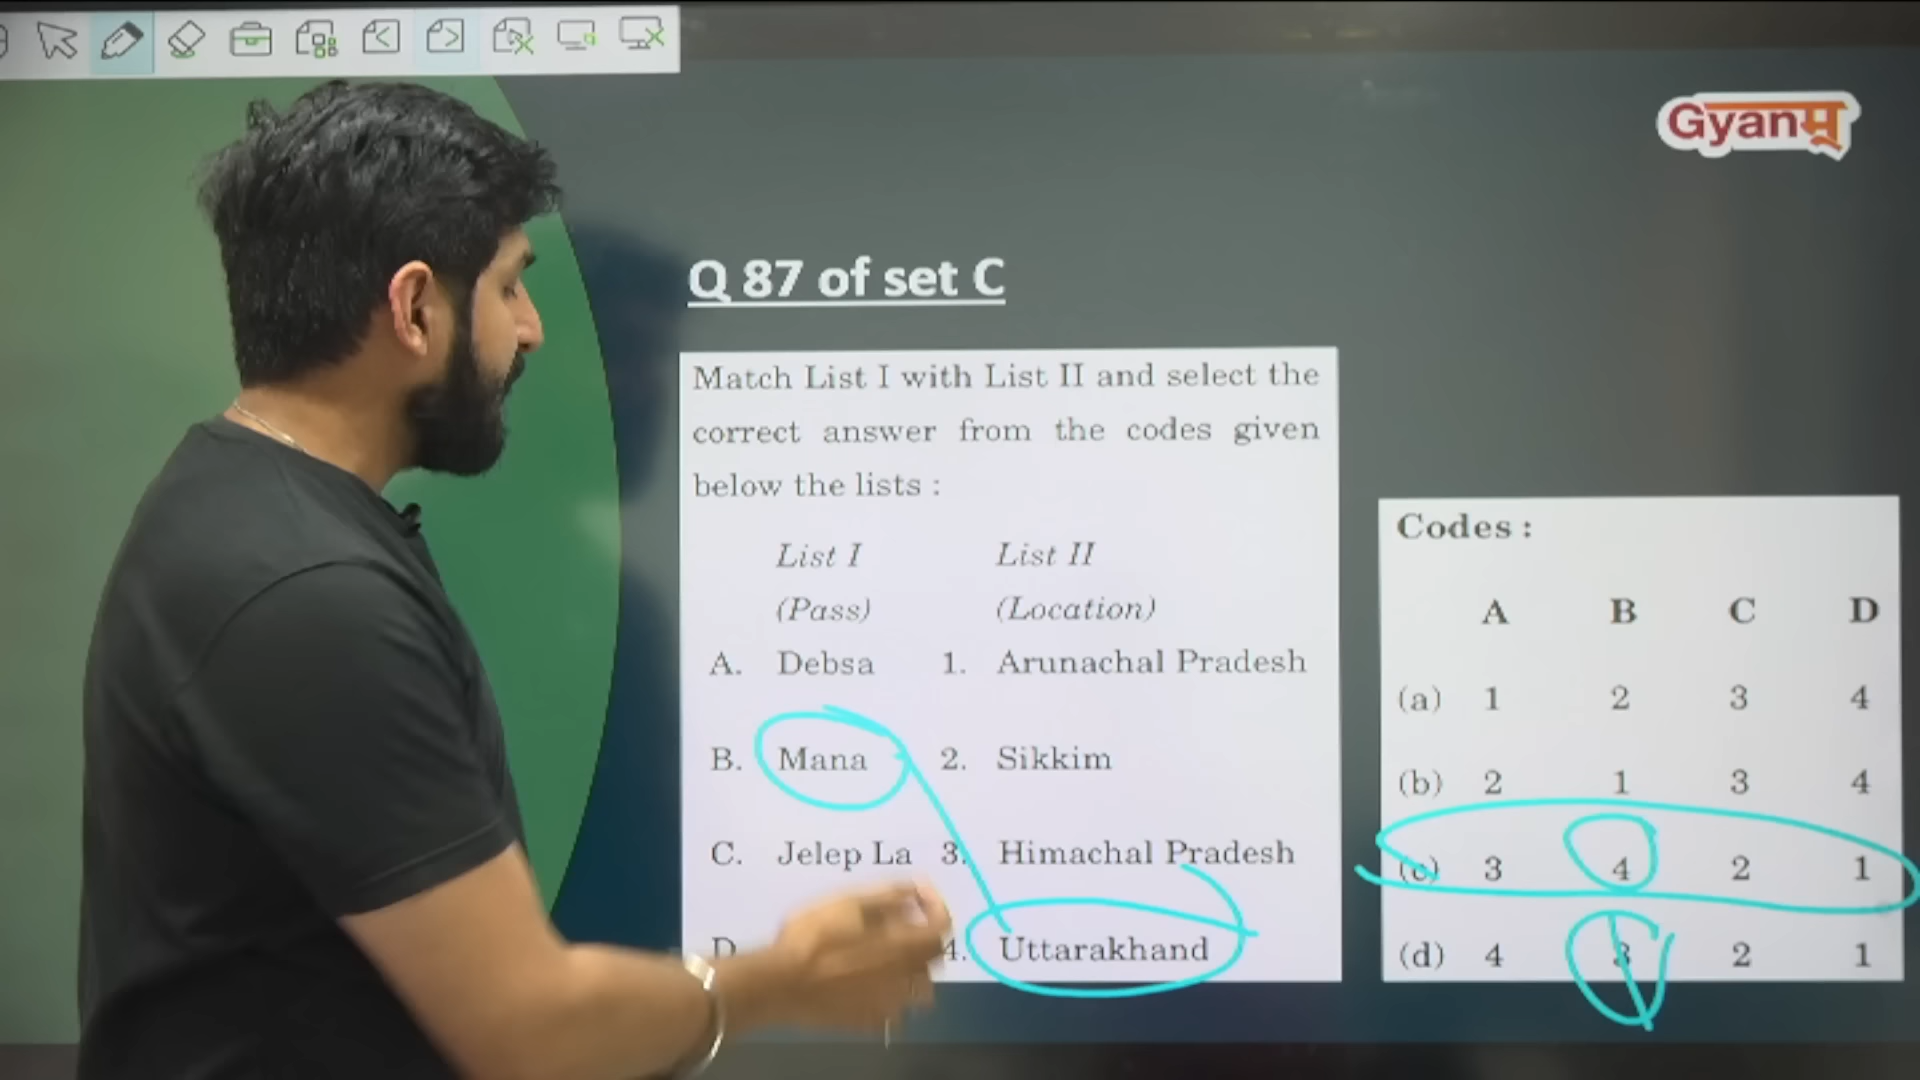 Gyanम्
Q 87 of set C
Match List I with List II and select the
correct answer from the codes given
below the lists :
List I List II
(Pass) (Location)
A. Debsa 1. Arunachal Pradesh
B. Mana 2. Sikkim
C. Jelep La 3. Himachal Pradesh
D. 4. Uttarakhand
Codes :
A B C D
(a) 1 2 3 4
(b) 2 1 3 4
(c) 3 4 2 1
(d) 4 3 2 1